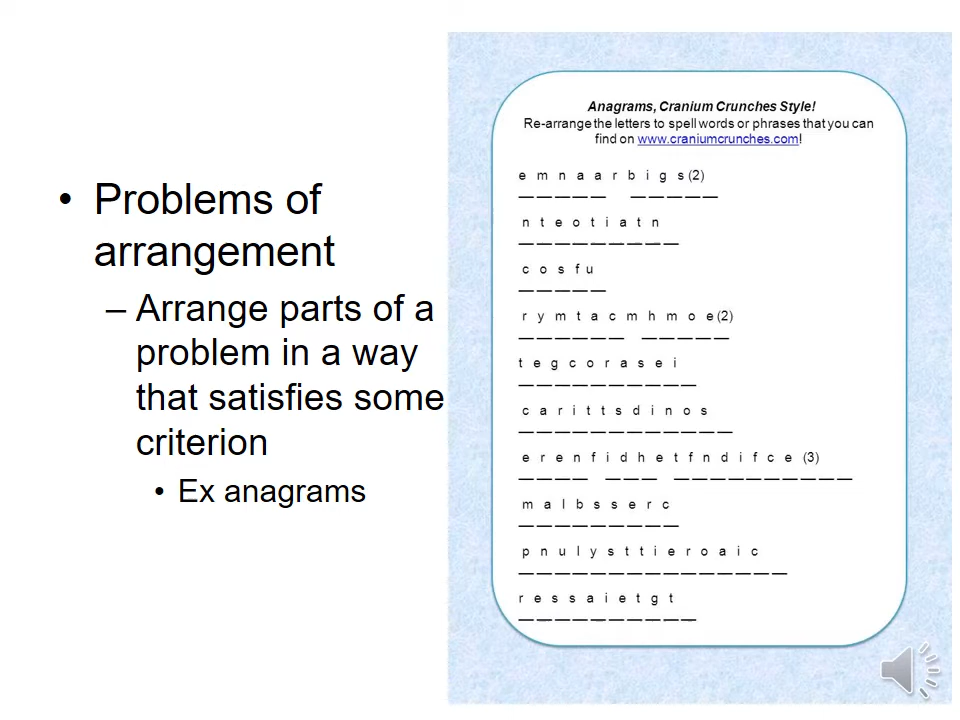 • Problems of
arrangement
– Arrange parts of a
problem in a way
that satisfies some
criterion
• Ex anagrams
Anagrams, Cranium Crunches Style!
Re-arrange the letters to spell words or phrases that you can
find on www.craniumcrunches.com!
e m n a a r b i g s (2)
_ _ _ _ _  _ _ _ _ _
n t e o t i a t n
_ _ _ _ _ _ _ _ _
c o s f u
_ _ _ _ _
r y m t a c m h m o e (2)
_ _ _ _ _ _  _ _ _ _ _
t e g c o r a s e i
_ _ _ _ _ _ _ _ _ _
c a r i t t s d i n o s
_ _ _ _ _ _ _ _ _ _ _ _
e r e n f i d h e t f n d i f c e (3)
_ _ _ _  _ _ _  _ _ _ _ _ _ _ _ _ _
m a l b s s e r c
_ _ _ _ _ _ _ _ _
p n u l y s t t i e r o a i c
_ _ _ _ _ _ _ _ _ _ _ _ _ _ _
r e s s a i e t g t
_ _ _ _ _ _ _ _ _ _